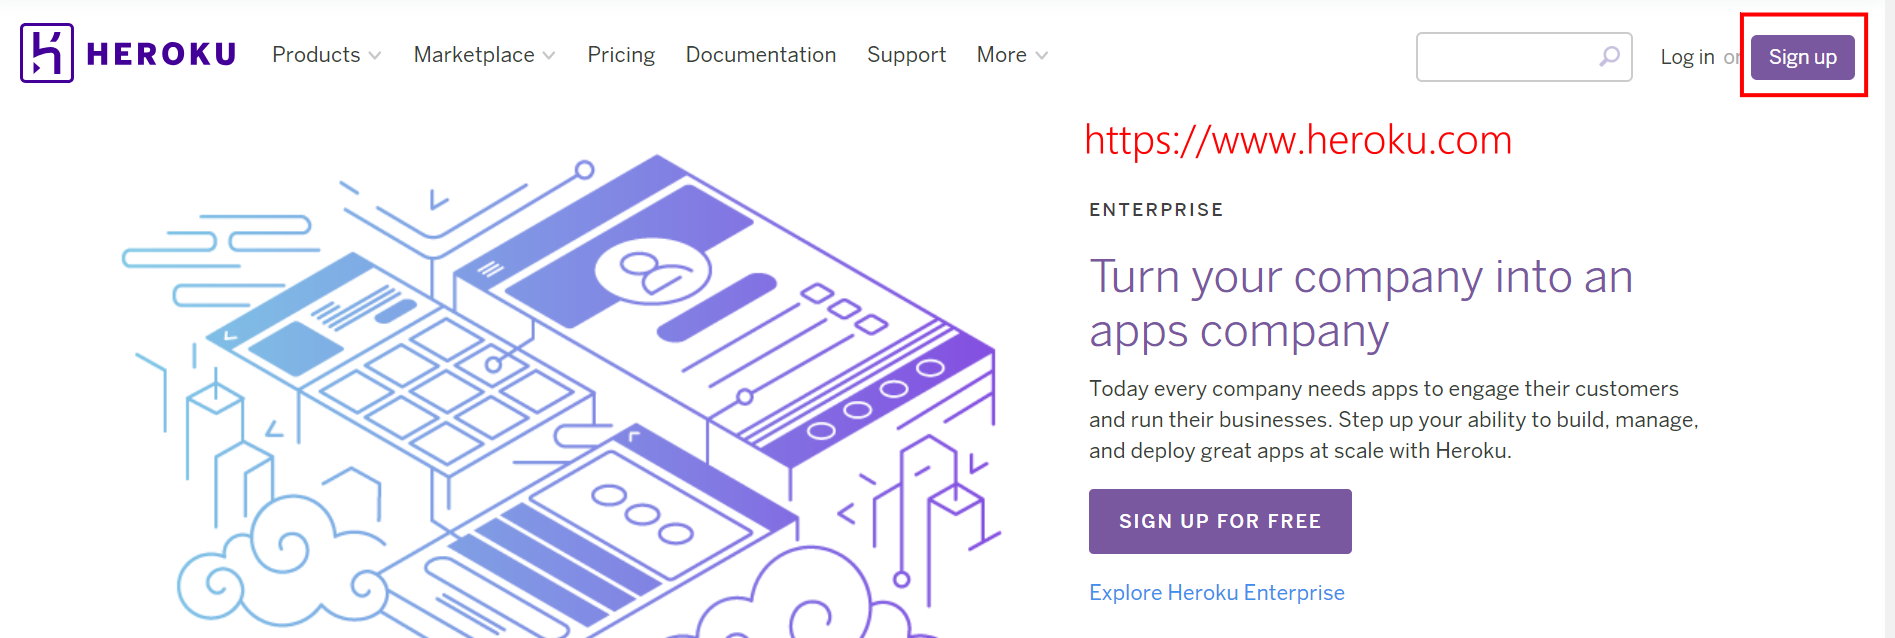 HEROKU Products Marketplace Pricing Documentation Support More Log in or Sign up
https://www.heroku.com
ENTERPRISE
Turn your company into an
apps company
Today every company needs apps to engage their customers
and run their businesses. Step up your ability to build, manage,
and deploy great apps at scale with Heroku.
SIGN UP FOR FREE
Explore Heroku Enterprise